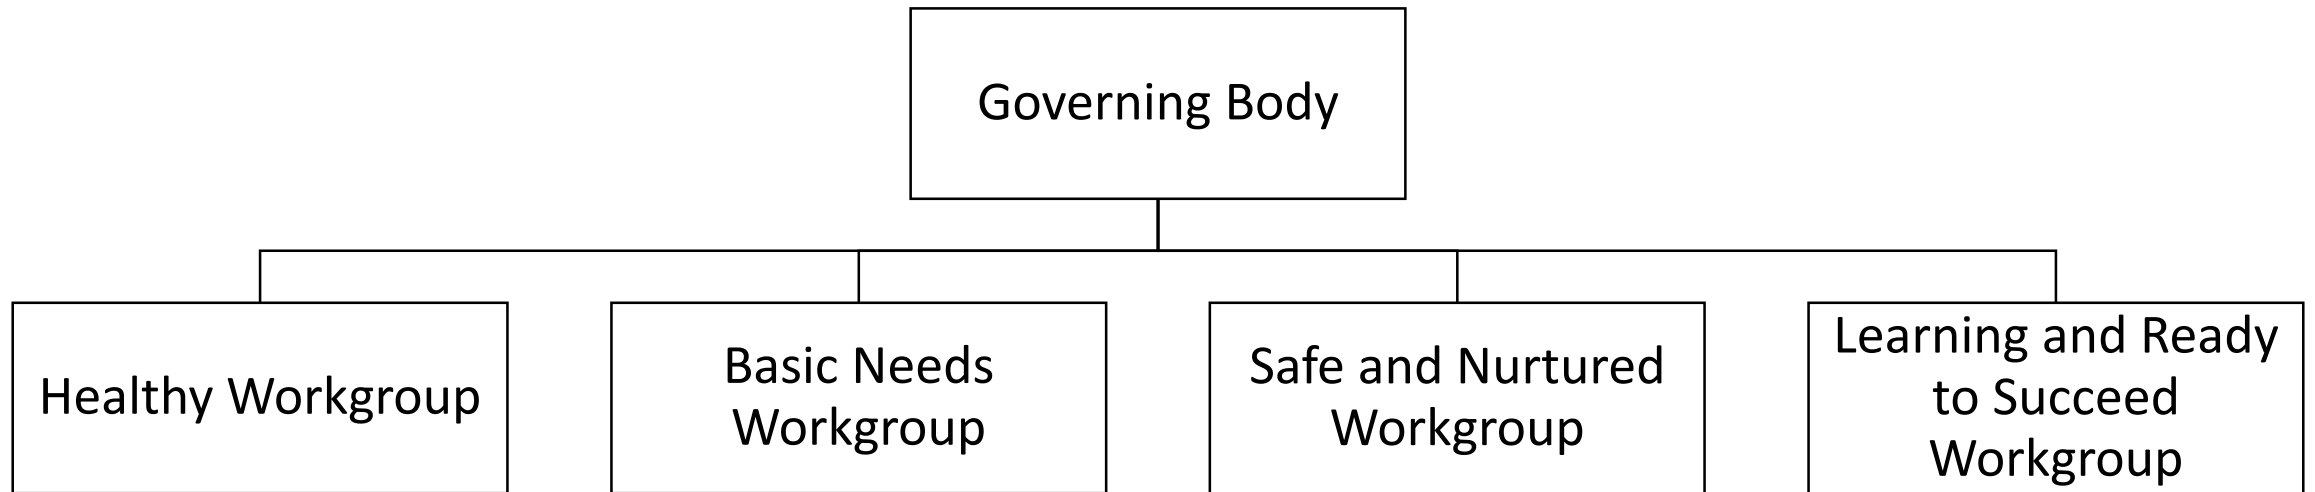 Governing Body
Healthy Workgroup
Basic Needs
Workgroup
Safe and Nurtured
Workgroup
Learning and Ready
to Succeed
Workgroup